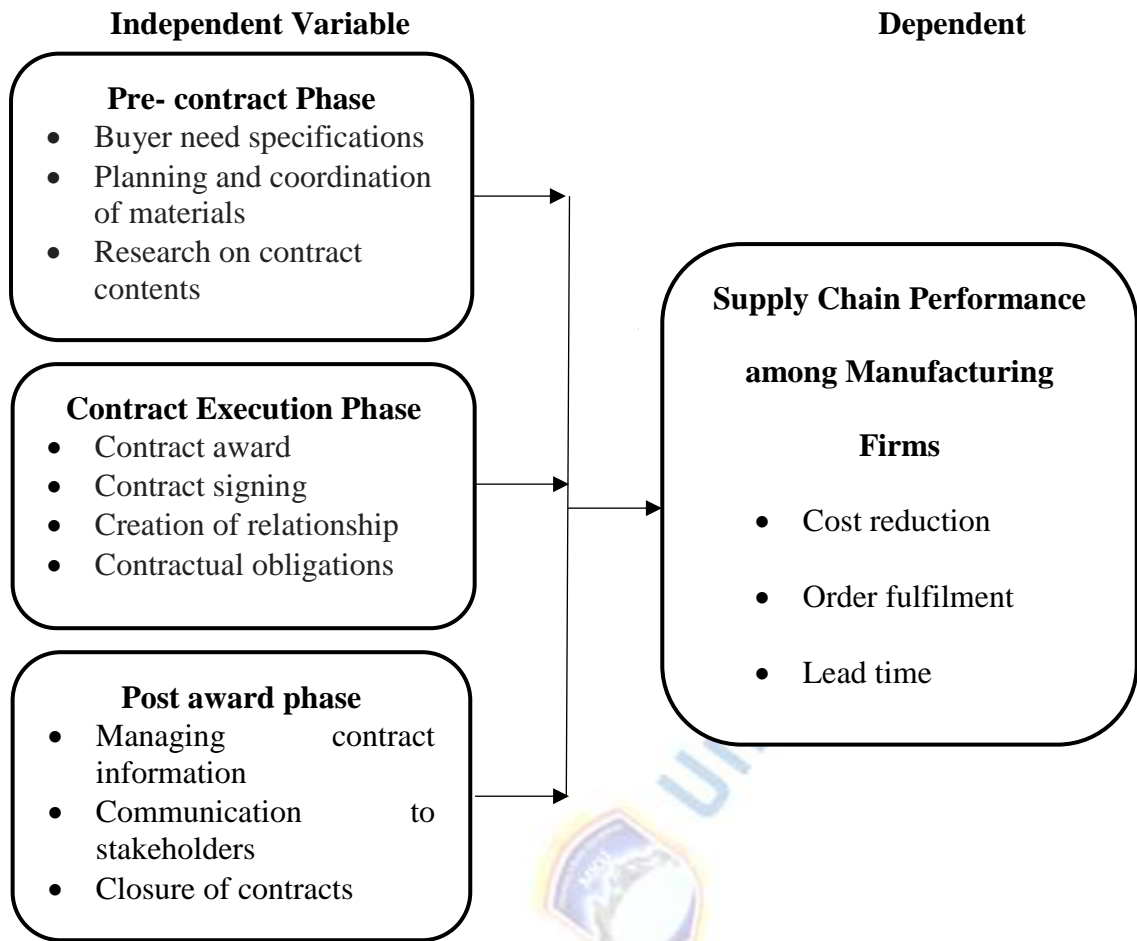 Independent Variable
Dependent
Pre- contract Phase
• Buyer need specifications
• Planning and coordination
of materials
• Research on contract
contents
Contract Execution Phase
• Contract award
• Contract signing
• Creation of relationship
• Contractual obligations
Post award phase
• Managing contract
information
• Communication to
stakeholders
• Closure of contracts
Supply Chain Performance
among Manufacturing
Firms
• Cost reduction
• Order fulfilment
• Lead time